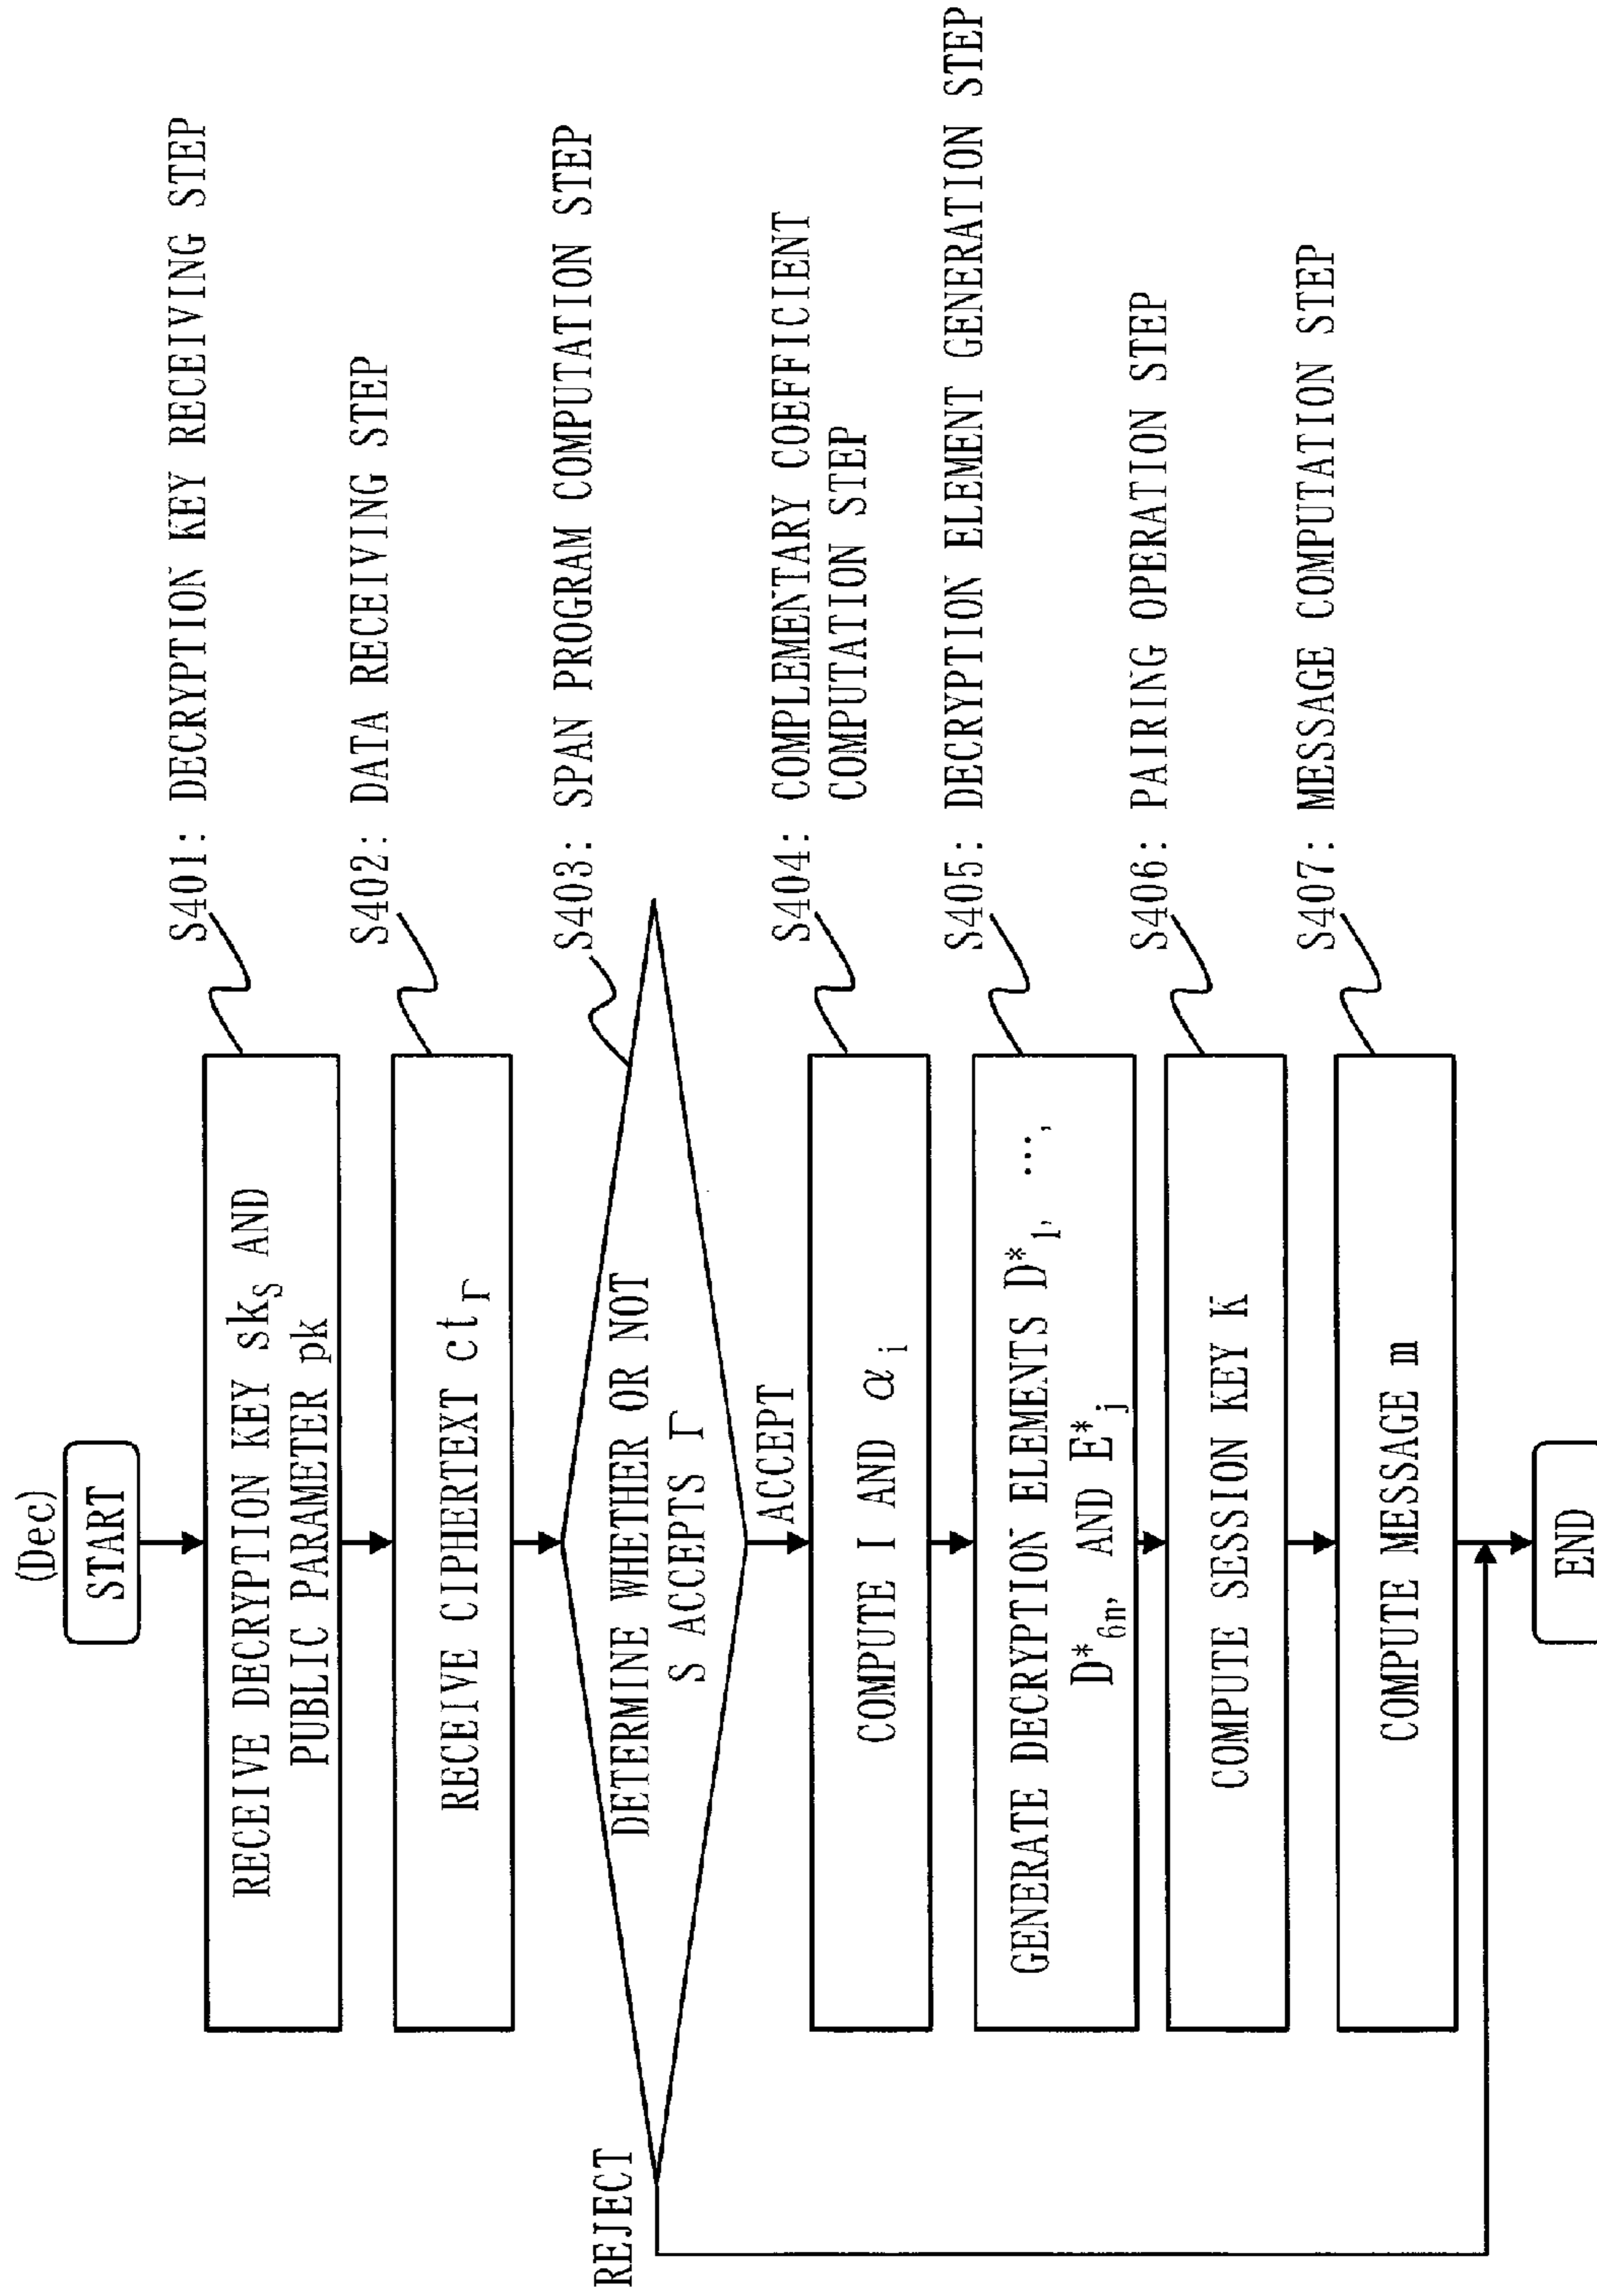 (Dec)
START
RECEIVE DECRYPTION KEY skS AND
PUBLIC PARAMETER pk
S401: DECRYPTION KEY RECEIVING STEP
RECEIVE CIPHERTEXT ctΓ
S402: DATA RECEIVING STEP
DETERMINE WHETHER OR NOT
S ACCEPTS Γ
S403: SPAN PROGRAM COMPUTATION STEP
REJECT
ACCEPT
COMPUTE I AND αi
S404: COMPLEMENTARY COEFFICIENT
COMPUTATION STEP
GENERATE DECRYPTION ELEMENTS D*1, ...,
D*6n, AND E*j
S405: DECRYPTION ELEMENT GENERATION STEP
COMPUTE SESSION KEY K
S406: PAIRING OPERATION STEP
COMPUTE MESSAGE m
S407: MESSAGE COMPUTATION STEP
END